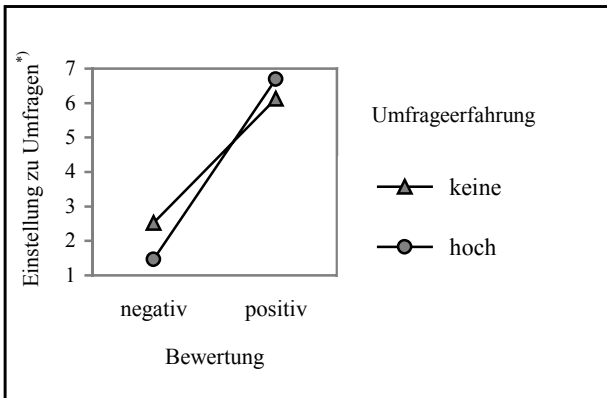 Einstellung zu Umfragen*)
7
6
5
4
3
2
1
negativ positiv
Bewertung
Umfrageerfahrung
keine
hoch